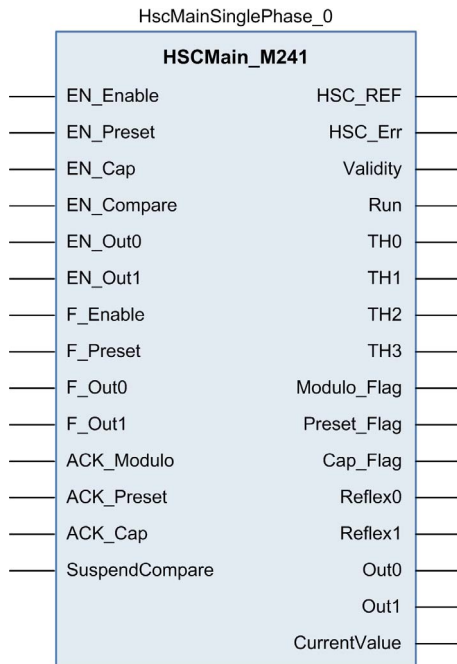 HscMainSinglePhase_0
HSCMain_M241
EN_Enable HSC_REF
EN_Preset HSC_Err
EN_Cap Validity
EN_Compare Run
EN_Out0 TH0
EN_Out1 TH1
F_Enable TH2
F_Preset TH3
F_Out0 Modulo_Flag
F_Out1 Preset_Flag
ACK_Modulo Cap_Flag
ACK_Preset Reflex0
ACK_Cap Reflex1
SuspendCompare Out0
Out1
CurrentValue